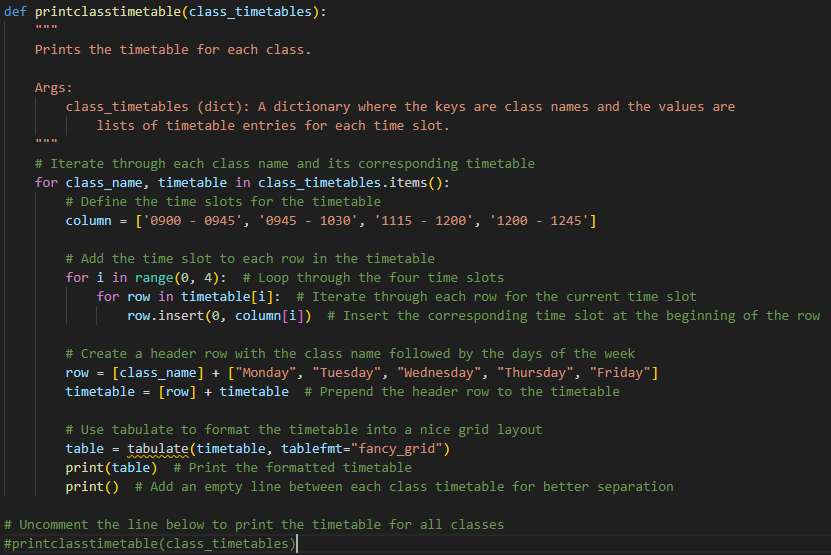 def printclasstimetable(class_timetables):
    """
    Prints the timetable for each class.

    Args:
        class_timetables (dict): A dictionary where the keys are class names and the values are
            lists of timetable entries for each time slot.
    """
    # Iterate through each class name and its corresponding timetable
    for class_name, timetable in class_timetables.items():
        # Define the time slots for the timetable
        column = ['0900 - 0945', '0945 - 1030', '1115 - 1200', '1200 - 1245']

        # Add the time slot to each row in the timetable
        for i in range(0, 4):  # Loop through the four time slots
            for row in timetable[i]:  # Iterate through each row for the current time slot
                row.insert(0, column[i])  # Insert the corresponding time slot at the beginning of the row

        # Create a header row with the class name followed by the days of the week
        row = [class_name] + ["Monday", "Tuesday", "Wednesday", "Thursday", "Friday"]
        timetable = [row] + timetable  # Prepend the header row to the timetable

        # Use tabulate to format the timetable into a nice grid layout
        table = tabulate(timetable, tablefmt="fancy_grid")
        print(table)  # Print the formatted timetable
        print()  # Add an empty line between each class timetable for better separation

# Uncomment the line below to print the timetable for all classes
#printclasstimetable(class_timetables)